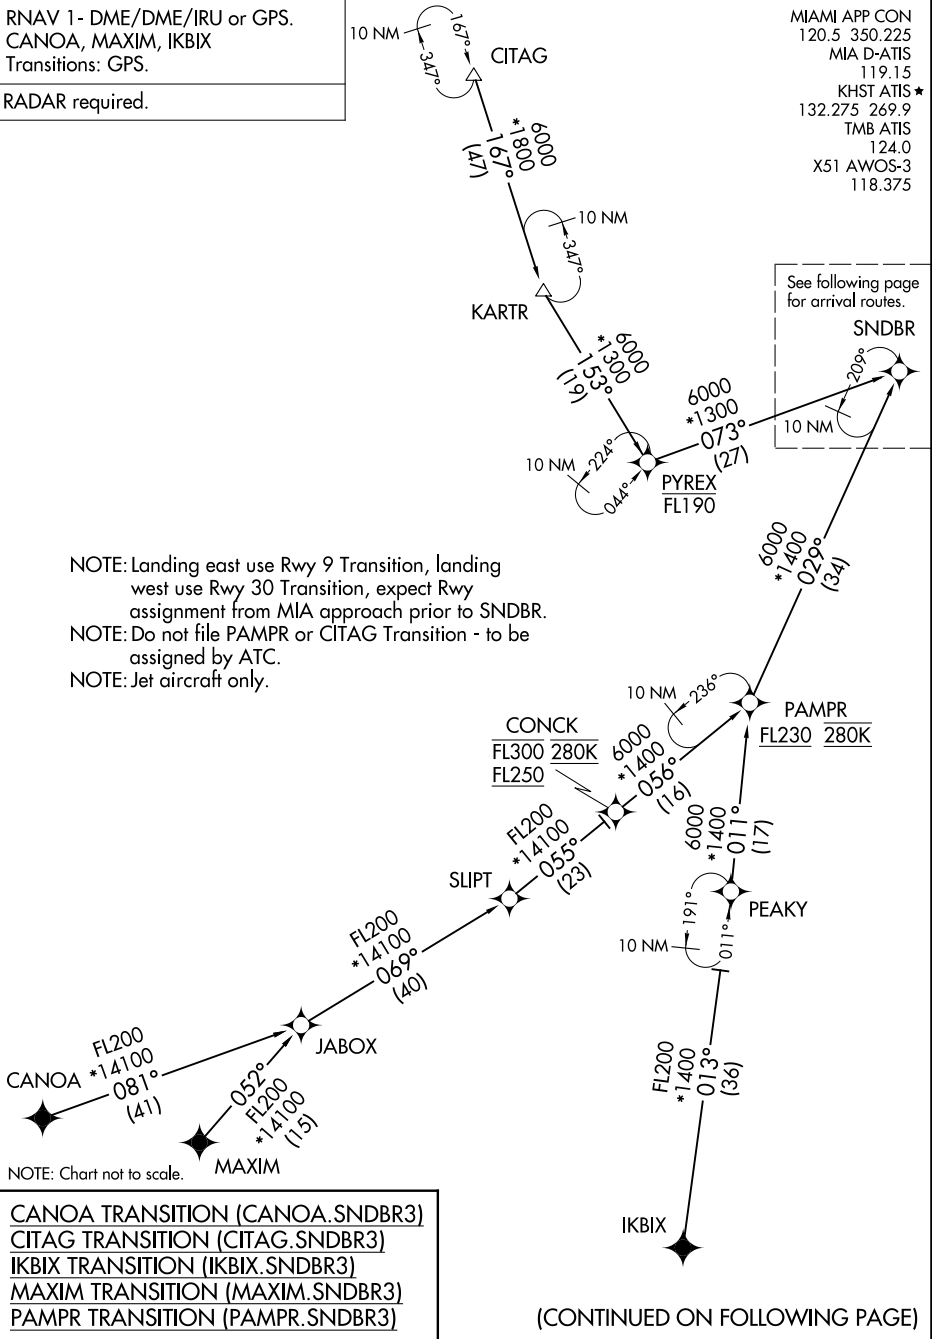 RNAV 1- DME/DME/IRU or GPS.
CANOA, MAXIM, IKBIX
Transitions: GPS.
RADAR required.
MIAMI APP CON
120.5 350.225
MIA D-ATIS
119.15
KHST ATIS ★
132.275 269.9
TMB ATIS
124.0
X51 AWOS-3
118.375
10 NM
167°
347°
CITAG
6000
*1800
167°
(47)
10 NM
347°
KARTR
6000
*1300
153°
(19)
See following page
for arrival routes.
SNDBR
209°
10 NM
6000
*1300
073°
(27)
10 NM
224°
044°
PYREX
FL190
6000
*1400
029°
(34)
NOTE: Landing east use Rwy 9 Transition, landing
west use Rwy 30 Transition, expect Rwy
assignment from MIA approach prior to SNDBR.
NOTE: Do not file PAMPR or CITAG Transition - to be
assigned by ATC.
NOTE: Jet aircraft only.
10 NM
236°
PAMPR
FL230 280K
CONCK
FL300 280K
FL250
6000
*1400
056°
(16)
6000
*1400
011°
(17)
FL200
*14100
055°
(23)
SLIPT
PEAKY
191°
011°
10 NM
FL200
*14100
069°
(40)
JABOX
FL200
*14100
081°
(41)
CANOA
052°
FL200
*14100
(15)
MAXIM
FL200
*1400
013°
(36)
IKBIX
NOTE: Chart not to scale.
CANOA TRANSITION (CANOA.SNDBR3)
CITAG TRANSITION (CITAG.SNDBR3)
IKBIX TRANSITION (IKBIX.SNDBR3)
MAXIM TRANSITION (MAXIM.SNDBR3)
PAMPR TRANSITION (PAMPR.SNDBR3)
(CONTINUED ON FOLLOWING PAGE)